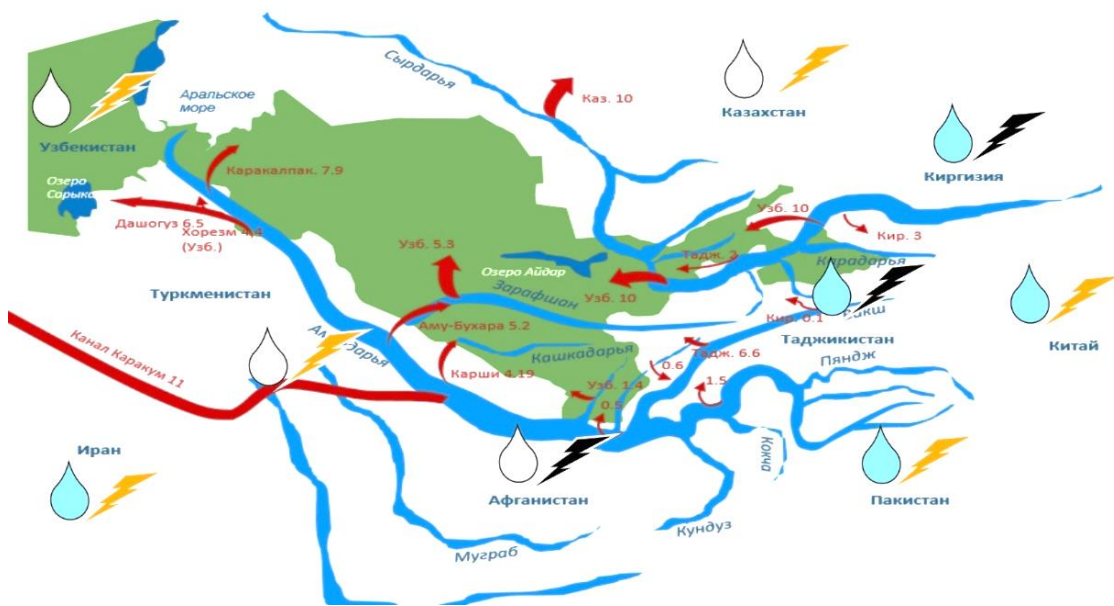 Сырдарья
Каз. 10
Казахстан
Аральское
море
Узбекистан
Киргизия
Каракалпак. 7.9
Озеро
Дашогуз 6.5
Хорезм 4.4
(Узб.)
Узб. 10
Кир. 3
Узб. 5.3
Тадж. 2
Карадарья
Озеро Айдар
Узб. 10
Зарафшан
Туркменистан
Кир. 0.1
Таджикистан
Китай
Аму-Бухара 5.2
Кашкадарья
Тадж. 6.6
Пяндж
Канал Каракум 11
Карши 4.19
0.6
Узб. 1.4
1.5
0.5
Иран
Кокча
Афганистан
Пакистан
Кундуз
Муграб